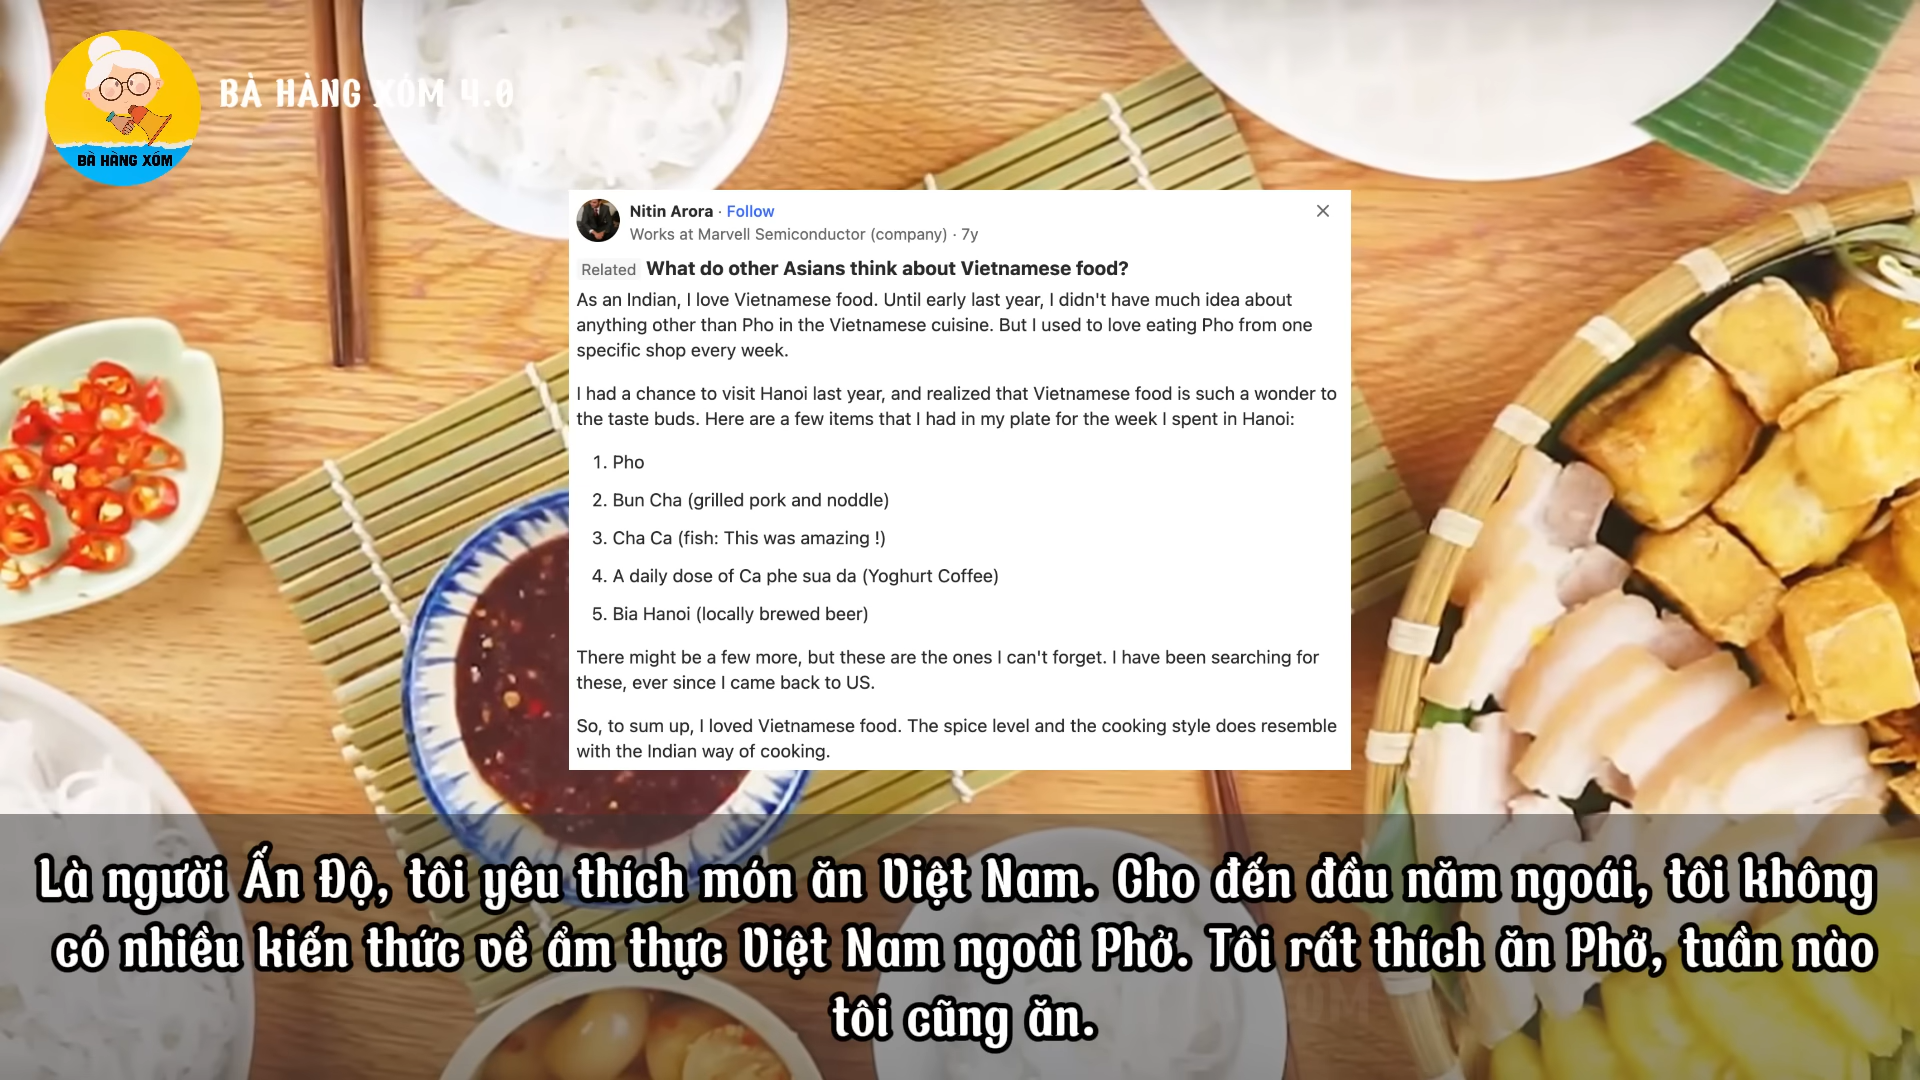 BÀ HÀNG XÓM 4.0
BÀ HÀNG XÓM
Nitin Arora · Follow
Works at Marvell Semiconductor (company) · 7y
Related What do other Asians think about Vietnamese food?
As an Indian, I love Vietnamese food. Until early last year, I didn't have much idea about
anything other than Pho in the Vietnamese cuisine. But I used to love eating Pho from one
specific shop every week.
I had a chance to visit Hanoi last year, and realized that Vietnamese food is such a wonder to
the taste buds. Here are a few items that I had in my plate for the week I spent in Hanoi:
1. Pho
2. Bun Cha (grilled pork and noddle)
3. Cha Ca (fish: This was amazing !)
4. A daily dose of Ca phe sua da (Yoghurt Coffee)
5. Bia Hanoi (locally brewed beer)
There might be a few more, but these are the ones I can't forget. I have been searching for
these, ever since I came back to US.
So, to sum up, I loved Vietnamese food. The spice level and the cooking style does resemble
with the Indian way of cooking.
Là người Ấn Độ, tôi yêu thích món ăn Việt Nam. Cho đến đầu năm ngoái, tôi không
có nhiều kiến thức về ẩm thực Việt Nam ngoài Phở. Tôi rất thích ăn Phở, tuần nào
tôi cũng ăn.